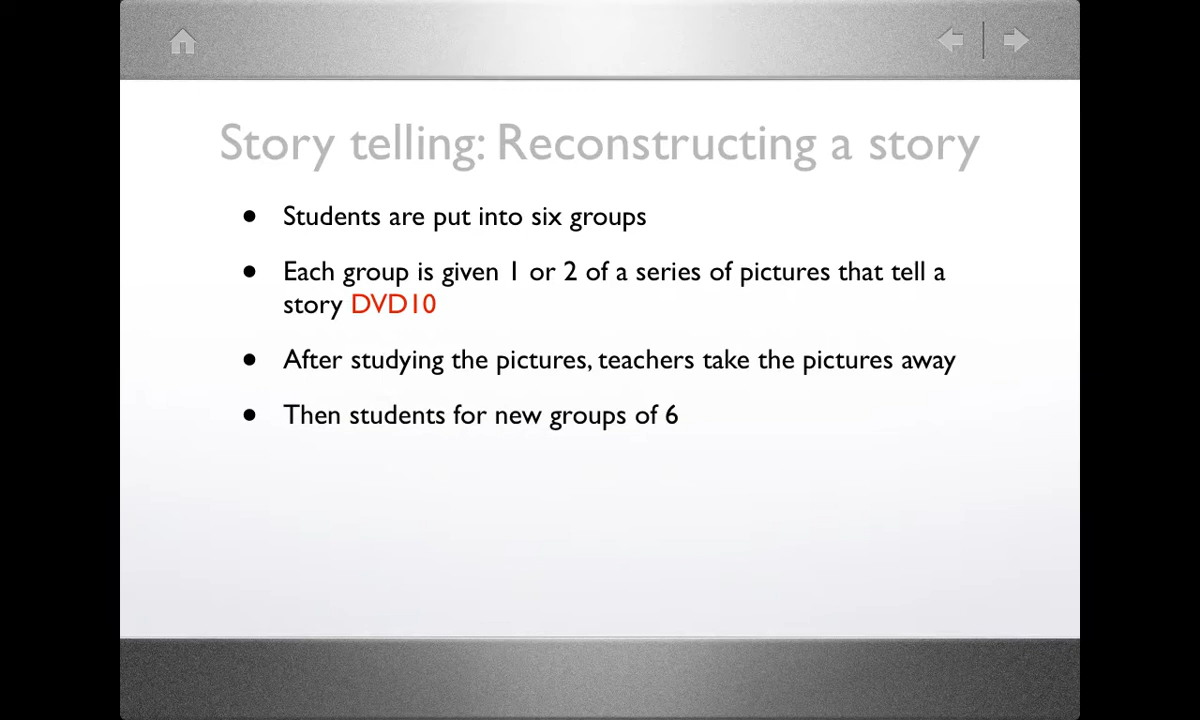 Story telling: Reconstructing a story
• Students are put into six groups
• Each group is given 1 or 2 of a series of pictures that tell a
story DVD10
• After studying the pictures, teachers take the pictures away
• Then students for new groups of 6